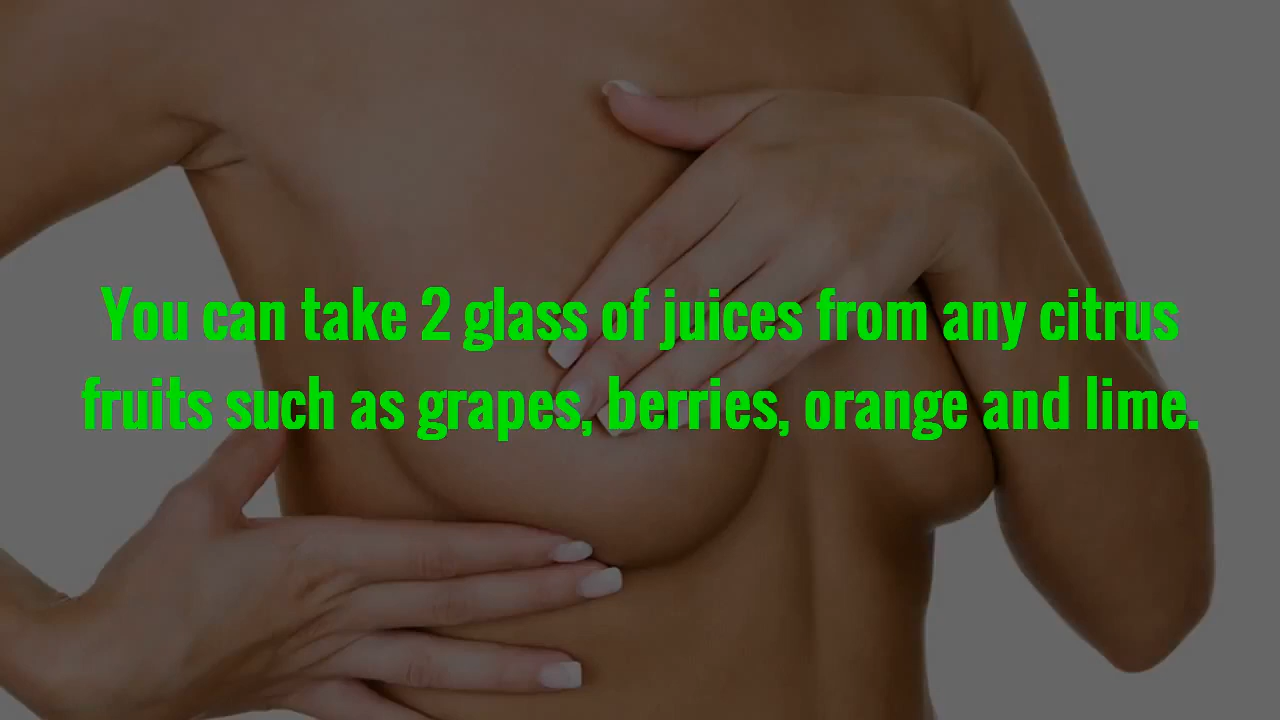 You can take 2 glass of juices from any citrus
fruits such as grapes, berries, orange and lime.